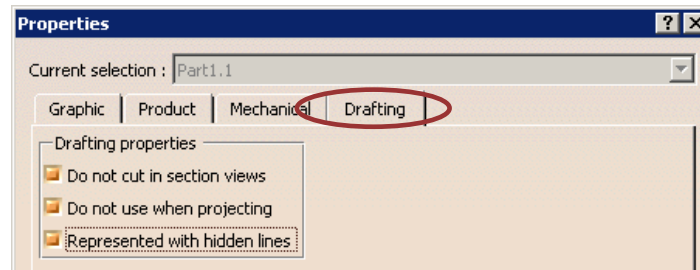 Properties
Current selection : Part1.1
Graphic Product Mechanical Drafting
Drafting properties
Do not cut in section views
Do not use when projecting
Represented with hidden lines